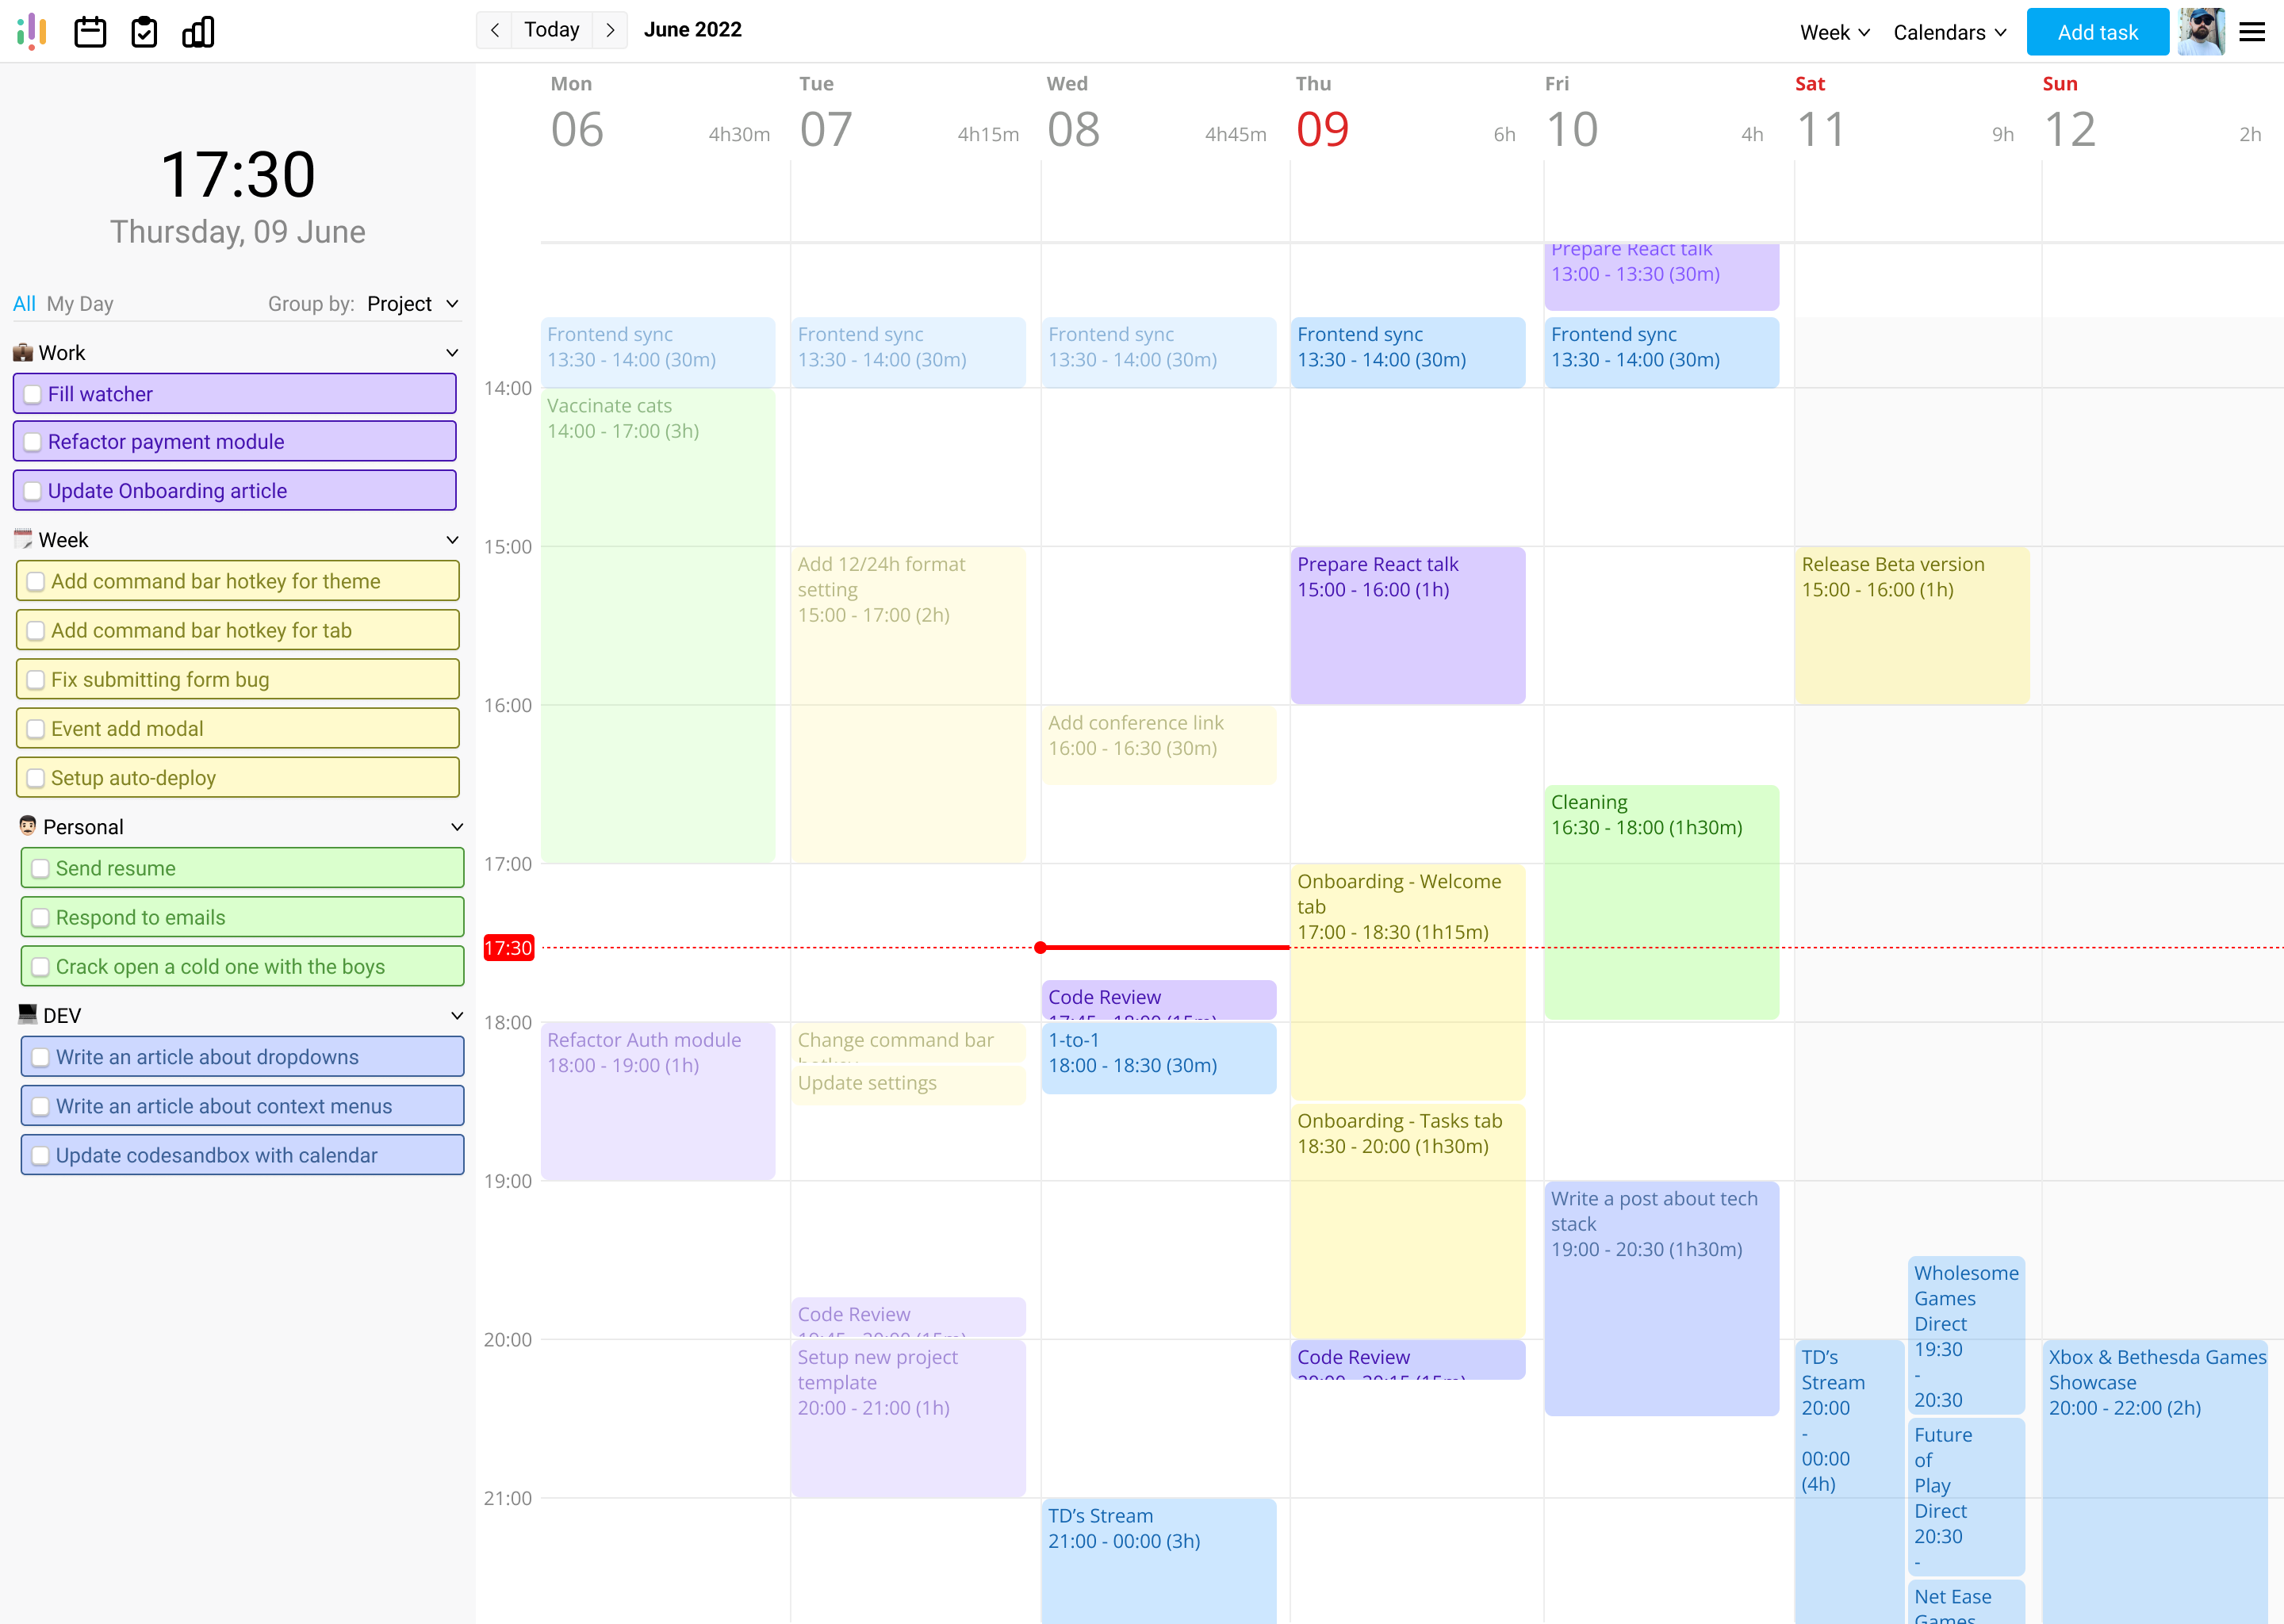 Today
June 2022
Week
Calendars
Add task
17:30
Thursday, 09 June
All My Day
Group by: Project
Work
Fill watcher
Refactor payment module
Update Onboarding article
Week
Add command bar hotkey for theme
Add command bar hotkey for tab
Fix submitting form bug
Event add modal
Setup auto-deploy
Personal
Send resume
Respond to emails
Crack open a cold one with the boys
DEV
Write an article about dropdowns
Write an article about context menus
Update codesandbox with calendar
Mon
06
4h30m
Tue
07
4h15m
Wed
08
4h45m
Thu
09
6h
Fri
10
4h
Sat
11
9h
Sun
12
2h
14:00
15:00
16:00
17:00
17:30
18:00
19:00
20:00
21:00
Frontend sync
13:30 - 14:00 (30m)
Vaccinate cats
14:00 - 17:00 (3h)
Refactor Auth module
18:00 - 19:00 (1h)
Frontend sync
13:30 - 14:00 (30m)
Add 12/24h format
setting
15:00 - 17:00 (2h)
Change command bar
hotkey
Update settings
Code Review
19:45 - 20:00 (15m)
Setup new project
template
20:00 - 21:00 (1h)
Frontend sync
13:30 - 14:00 (30m)
Add conference link
16:00 - 16:30 (30m)
Code Review
17:45 - 18:00 (15m)
1-to-1
18:00 - 18:30 (30m)
TD’s Stream
21:00 - 00:00 (3h)
Frontend sync
13:30 - 14:00 (30m)
Prepare React talk
15:00 - 16:00 (1h)
Onboarding - Welcome
tab
17:00 - 18:30 (1h15m)
Onboarding - Tasks tab
18:30 - 20:00 (1h30m)
Code Review
20:00 - 20:15 (15m)
Prepare React talk
13:00 - 13:30 (30m)
Frontend sync
13:30 - 14:00 (30m)
Cleaning
16:30 - 18:00 (1h30m)
Write a post about tech
stack
19:00 - 20:30 (1h30m)
Release Beta version
15:00 - 16:00 (1h)
TD’s
Stream
20:00
-
00:00
(4h)
Wholesome
Games
Direct
19:30
-
20:30
Future
of
Play
Direct
20:30
-
Net Ease
Games
Xbox & Bethesda Games
Showcase
20:00 - 22:00 (2h)